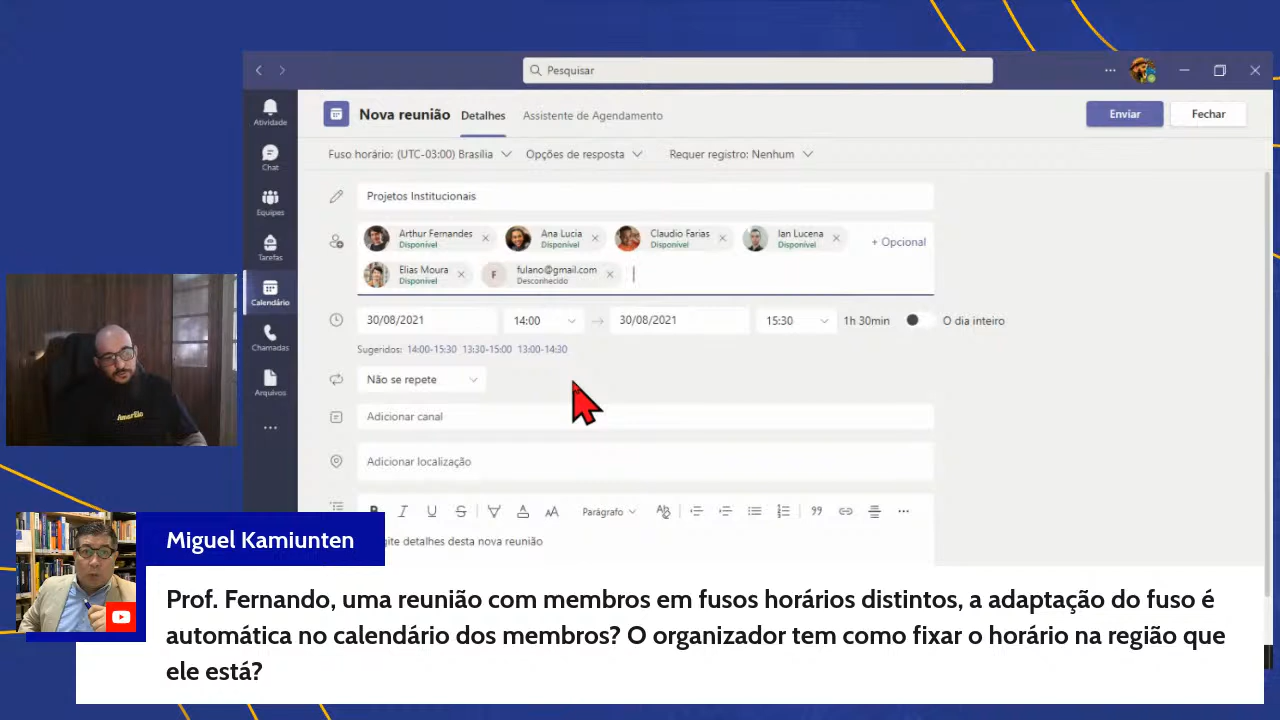 Pesquisar
Atividade
Nova reunião Detalhes Assistente de Agendamento Enviar Fechar
Chat
Fuso horário: (UTC-03:00) Brasília Opções de resposta Requer registro: Nenhum
Equipes
Projetos Institucionais
Tarefas
Arthur Fernandes Ana Lucia Claudio Farias Ian Lucena
Disponível Disponível Disponível Disponível
+ Opcional
Elias Moura fulano@gmail.com
Disponível F Desconhecido
Calendário
30/08/2021 14:00 30/08/2021 15:30 1h 30min O dia inteiro
Chamadas
Sugeridos: 14:00-15:30 13:30-15:00 13:00-14:30
Arquivos
Não se repete
Adicionar canal
Amarillo
Adicionar localização
B I U S A AA Parágrafo
gite detalhes desta nova reunião
Miguel Kamiunten
Prof. Fernando, uma reunião com membros em fusos horários distintos, a adaptação do fuso é
automática no calendário dos membros? O organizador tem como fixar o horário na região que
ele está?